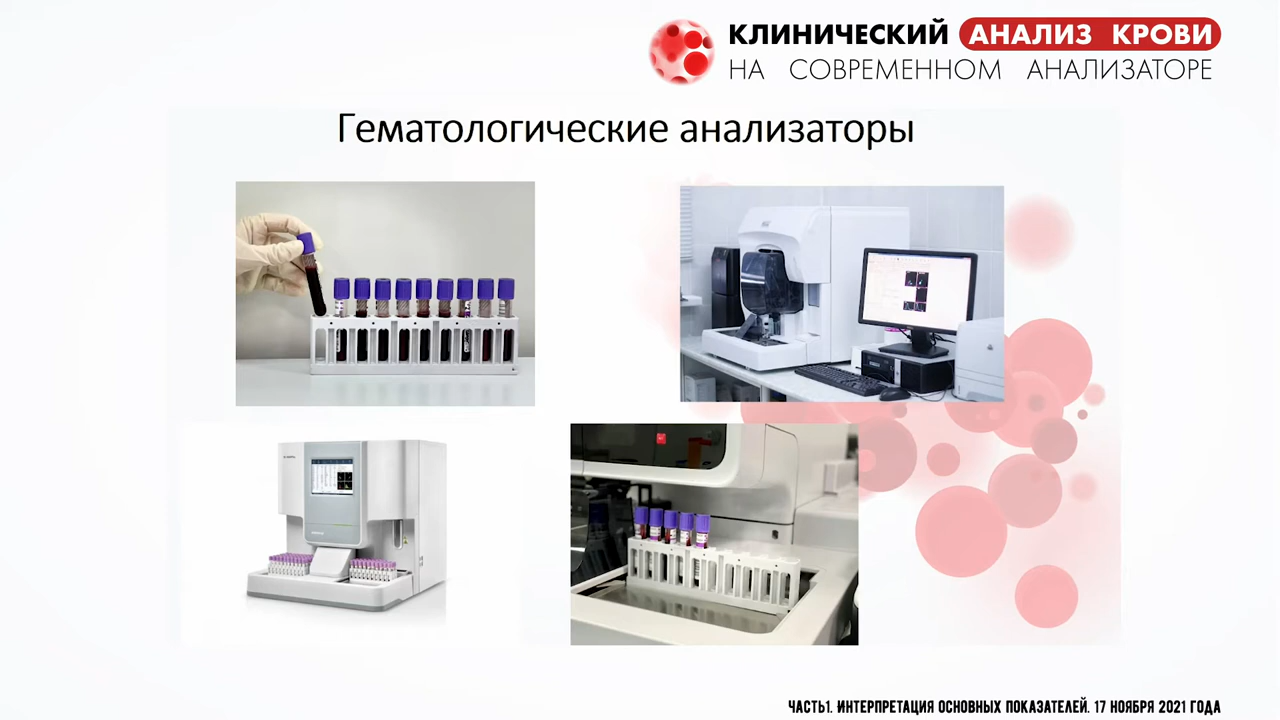 КЛИНИЧЕСКИЙ АНАЛИЗ КРОВИ
НА СОВРЕМЕННОМ АНАЛИЗАТОРЕ
Гематологические анализаторы
ЧАСТЬ1. ИНТЕРПРЕТАЦИЯ ОСНОВНЫХ ПОКАЗАТЕЛЕЙ. 17 НОЯБРЯ 2021 ГОДА